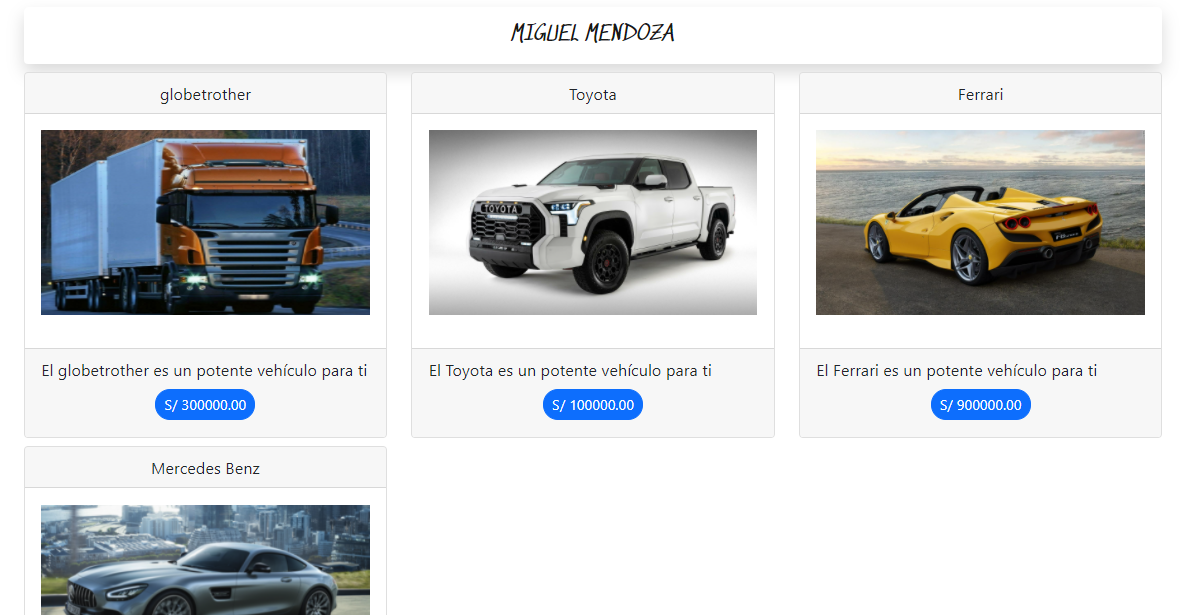 MIGUEL MENDOZA
globetrother
Toyota
Ferrari
TOYOTA
El globetrother es un potente vehículo para ti
El Toyota es un potente vehículo para ti
El Ferrari es un potente vehículo para ti
S/ 300000.00
S/ 100000.00
S/ 900000.00
Mercedes Benz